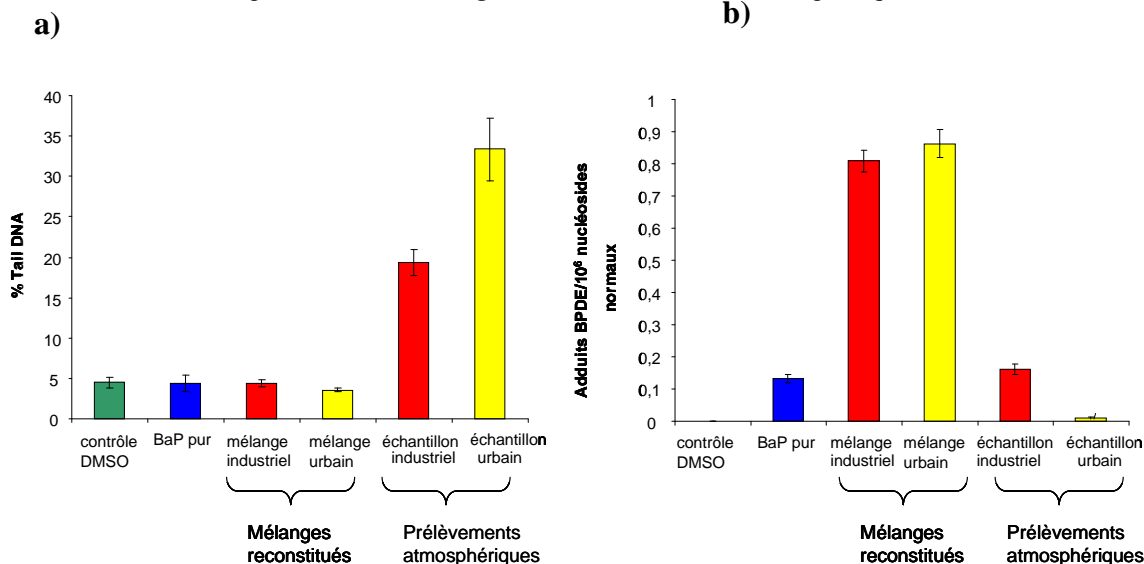 a)
b)
40
35
30
25
20
15
10
5
0
% Tail DNA
contrôle
DMSO
BaP pur
mélange
industriel
mélange
urbain
échantillon
industriel
échantillon
urbain
Mélanges
reconstitués
Prélèvements
atmosphériques
1
0,9
0,8
0,7
0,6
0,5
0,4
0,3
0,2
0,1
0
Adduits BPDE/10⁶ nucléosides
normaux
contrôle
DMSO
BaP pur
mélange
industriel
mélange
urbain
échantillon
industriel
échantillon
urbain
Mélanges
reconstitués
Prélèvements
atmosphériques